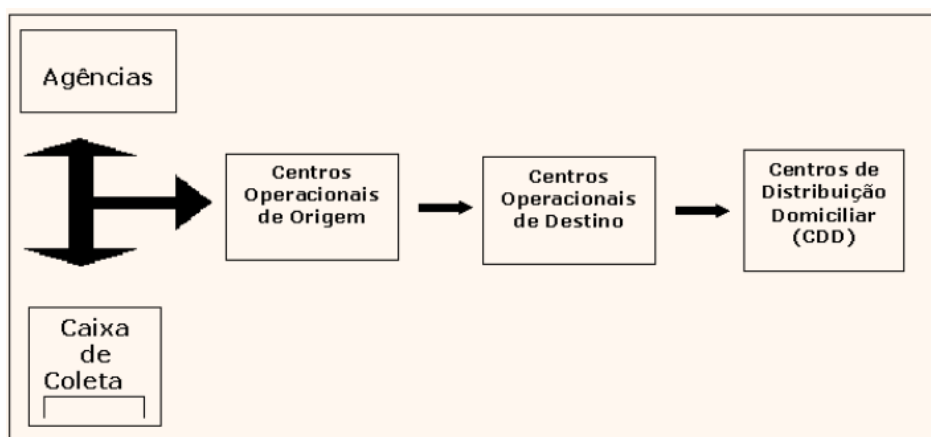 Agências
Centros
Operacionais
de Origem
Centros
Operacionais
de Destino
Centros de
Distribuição
Domiciliar
(CDD)
Caixa
de
Coleta